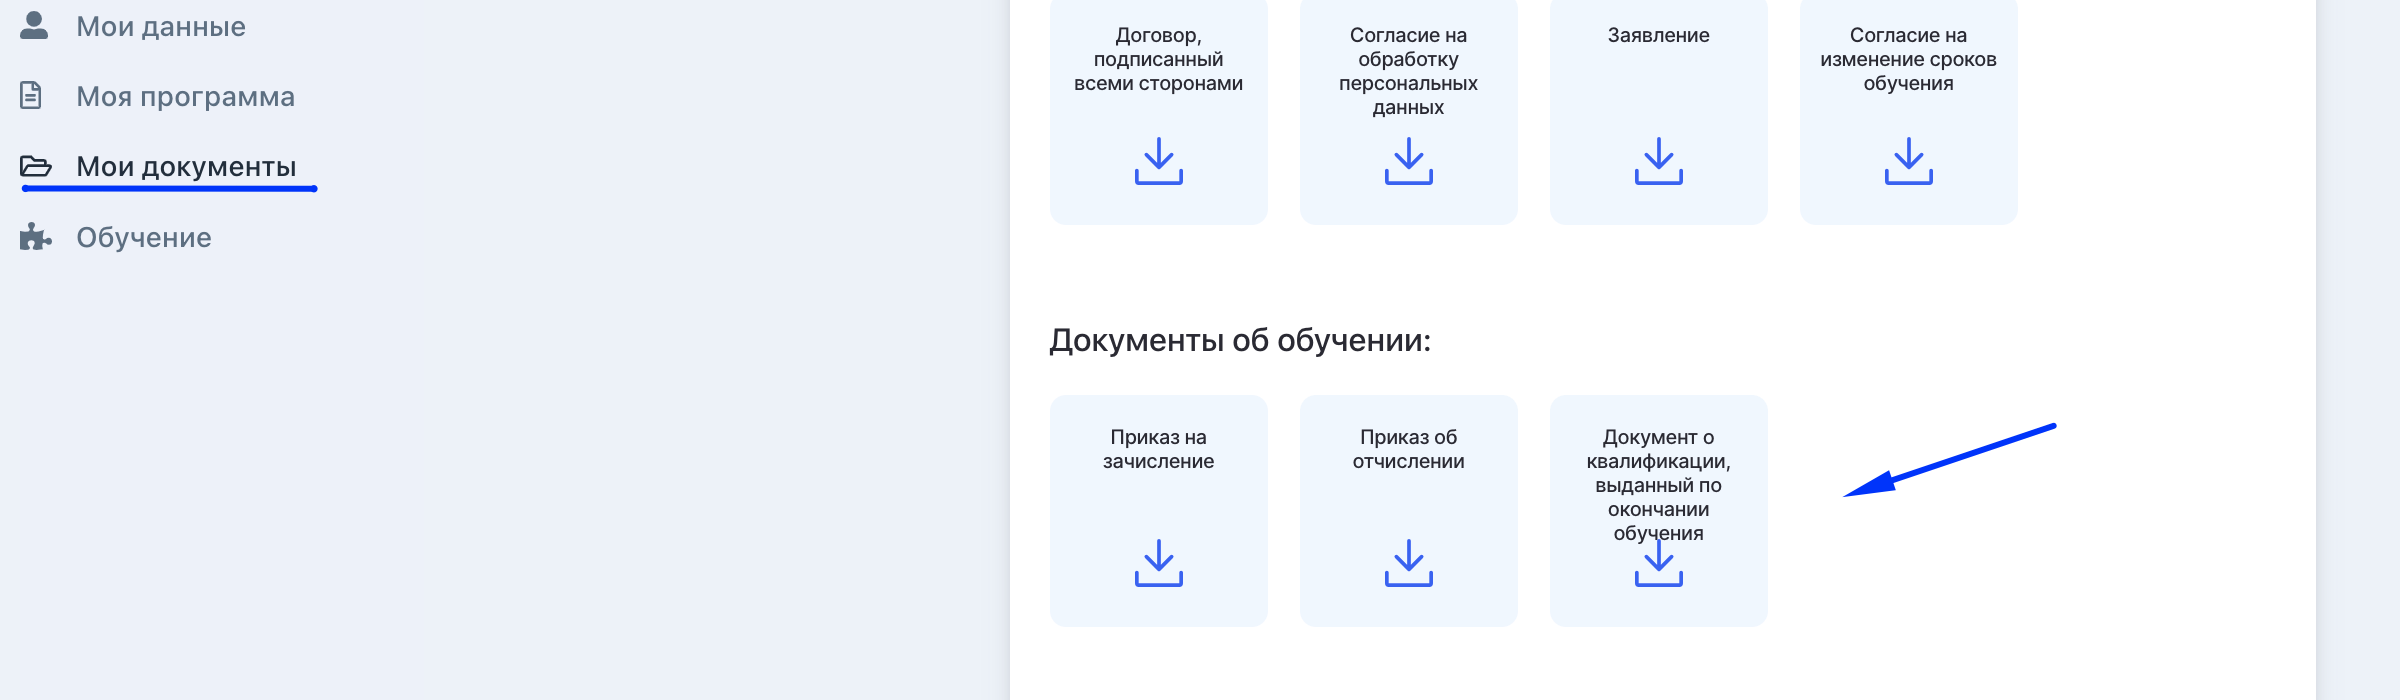 Мои данные
Моя программа
Мои документы
Обучение
Договор,
подписанный
всеми сторонами
Согласие на
обработку
персональных
данных
Заявление
Согласие на
изменение сроков
обучения
Документы об обучении:
Приказ на
зачисление
Приказ об
отчислении
Документ о
квалификации,
выданный по
окончании
обучения